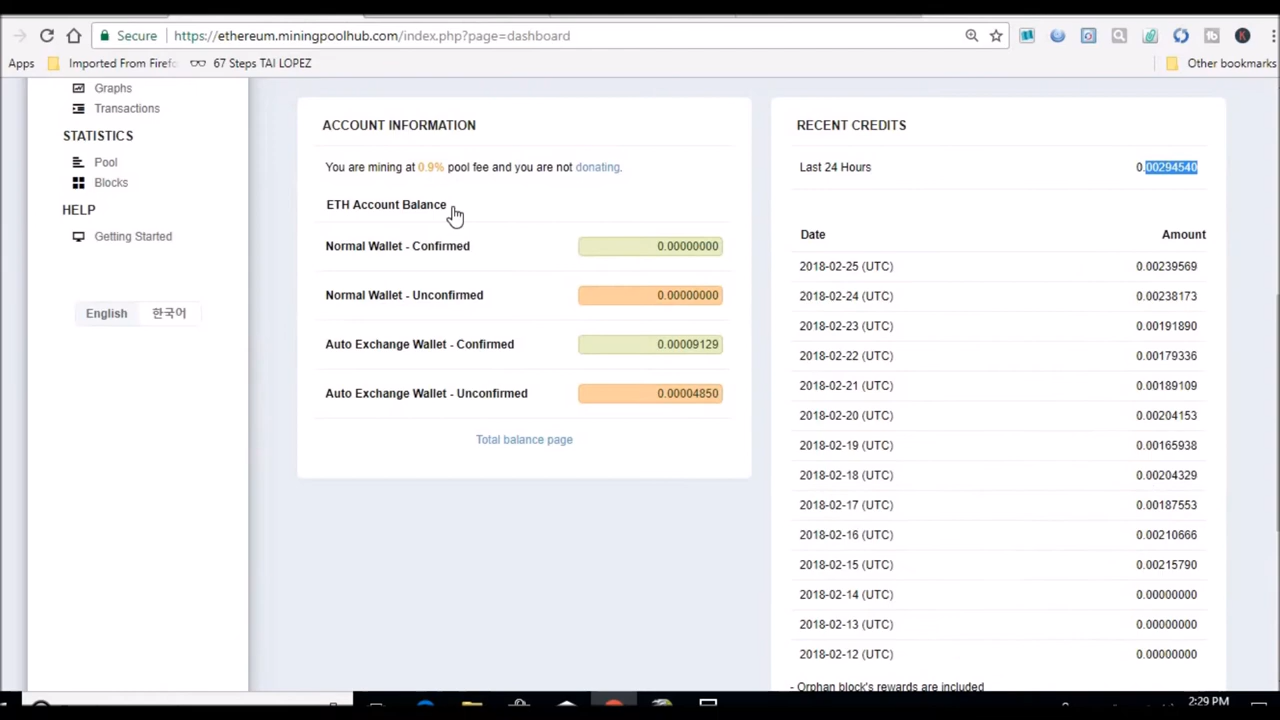 Secure https://ethereum.miningpoolhub.com/index.php?page=dashboard
Apps Imported From Firefo 67 Steps TAI LOPEZ Other bookmarks
Graphs
Transactions
STATISTICS
Pool
Blocks
HELP
Getting Started
English 한국어
ACCOUNT INFORMATION
You are mining at 0.9% pool fee and you are not donating.
ETH Account Balance
Normal Wallet - Confirmed 0.00000000
Normal Wallet - Unconfirmed 0.00000000
Auto Exchange Wallet - Confirmed 0.00009129
Auto Exchange Wallet - Unconfirmed 0.00004850
Total balance page
RECENT CREDITS
Last 24 Hours 0.00294540
Date Amount
2018-02-25 (UTC) 0.00239569
2018-02-24 (UTC) 0.00238173
2018-02-23 (UTC) 0.00191890
2018-02-22 (UTC) 0.00179336
2018-02-21 (UTC) 0.00189109
2018-02-20 (UTC) 0.00204153
2018-02-19 (UTC) 0.00165938
2018-02-18 (UTC) 0.00204329
2018-02-17 (UTC) 0.00187553
2018-02-16 (UTC) 0.00210666
2018-02-15 (UTC) 0.00215790
2018-02-14 (UTC) 0.00000000
2018-02-13 (UTC) 0.00000000
2018-02-12 (UTC) 0.00000000
- Orphan block's rewards are included
2:29 PM